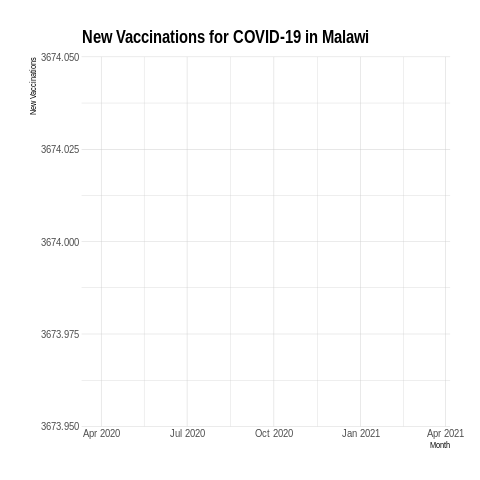 New Vaccinations for COVID-19 in Malawi
3674.050
New Vaccinations
3674.025
3674.000
3673.975
3673.950
Apr 2020 Jul 2020 Oct 2020 Jan 2021 Apr 2021
Month